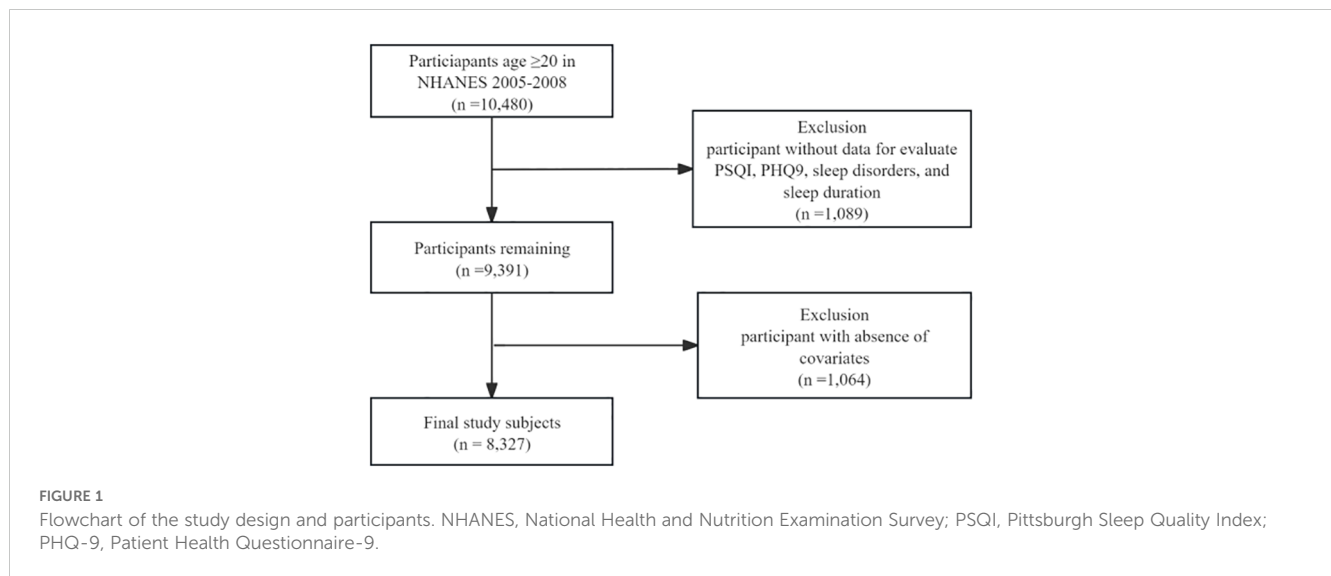 Particiapants age ≥20 in
NHANES 2005-2008
(n =10,480)
Exclusion
participant without data for evaluate
PSQI, PHQ9, sleep disorders, and
sleep duration
(n =1,089)
Participants remaining
(n =9,391)
Exclusion
participant with absence of
covariates
(n =1,064)
Final study subjects
(n = 8,327)
FIGURE 1
Flowchart of the study design and participants. NHANES, National Health and Nutrition Examination Survey; PSQI, Pittsburgh Sleep Quality Index;
PHQ-9, Patient Health Questionnaire-9.